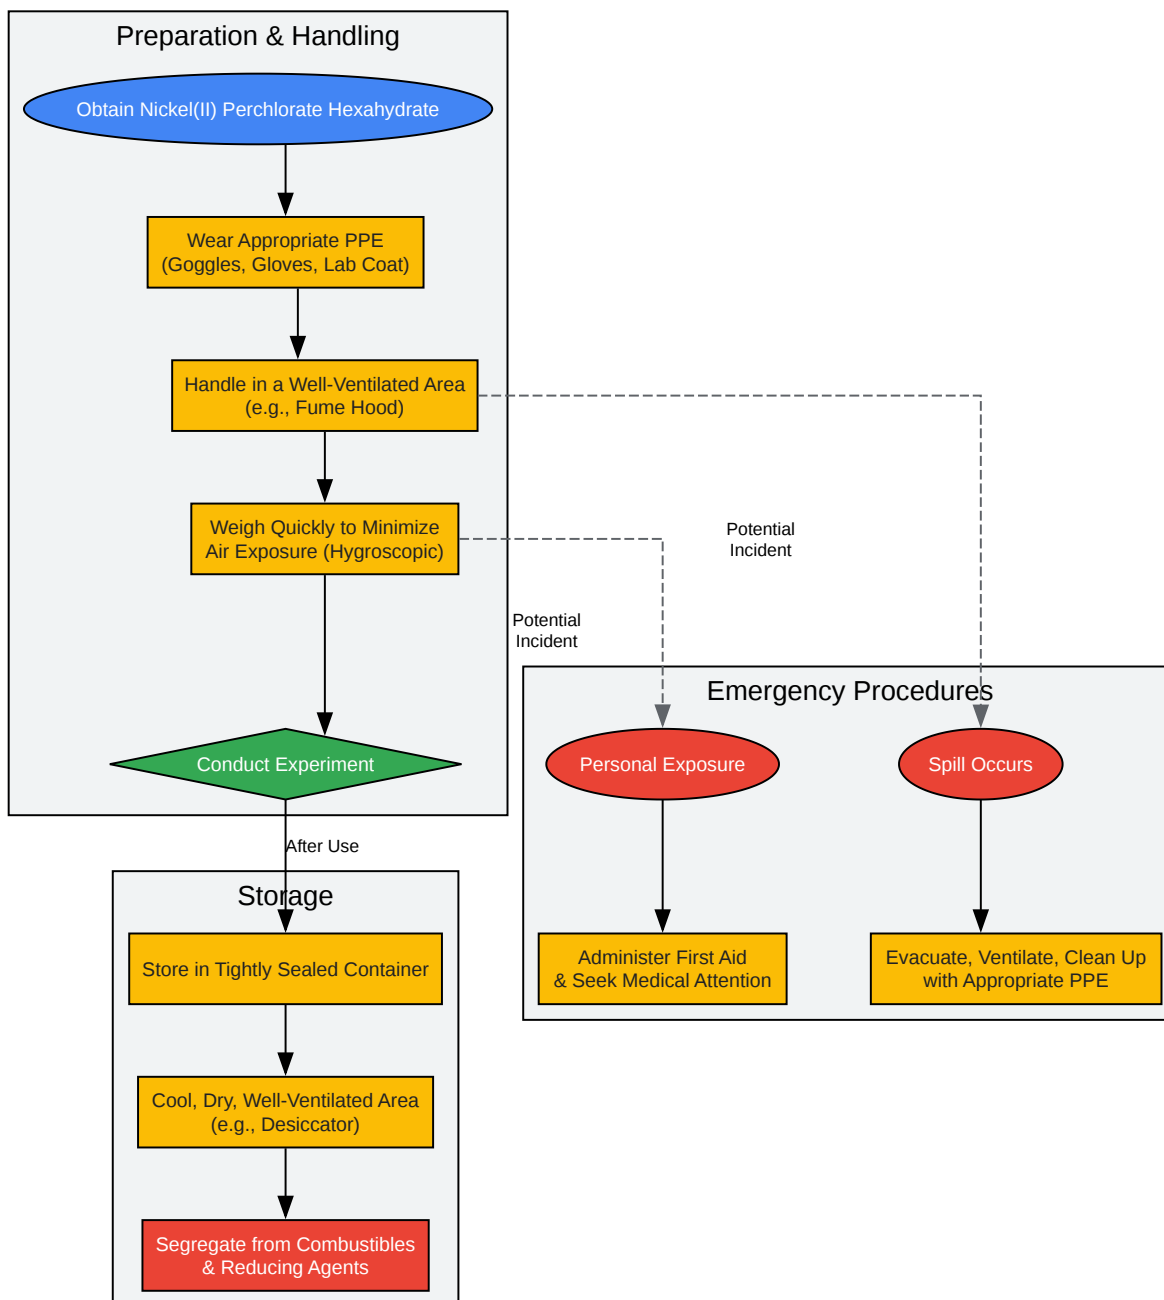 Preparation & Handling
Obtain Nickel(II) Perchlorate Hexahydrate
Wear Appropriate PPE
(Goggles, Gloves, Lab Coat)
Handle in a Well-Ventilated Area
(e.g., Fume Hood)
Weigh Quickly to Minimize
Air Exposure (Hygroscopic)
Potential
Incident
Potential
Incident
Conduct Experiment
After Use
Emergency Procedures
Personal Exposure
Spill Occurs
Administer First Aid
& Seek Medical Attention
Evacuate, Ventilate, Clean Up
with Appropriate PPE
Storage
Store in Tightly Sealed Container
Cool, Dry, Well-Ventilated Area
(e.g., Desiccator)
Segregate from Combustibles
& Reducing Agents